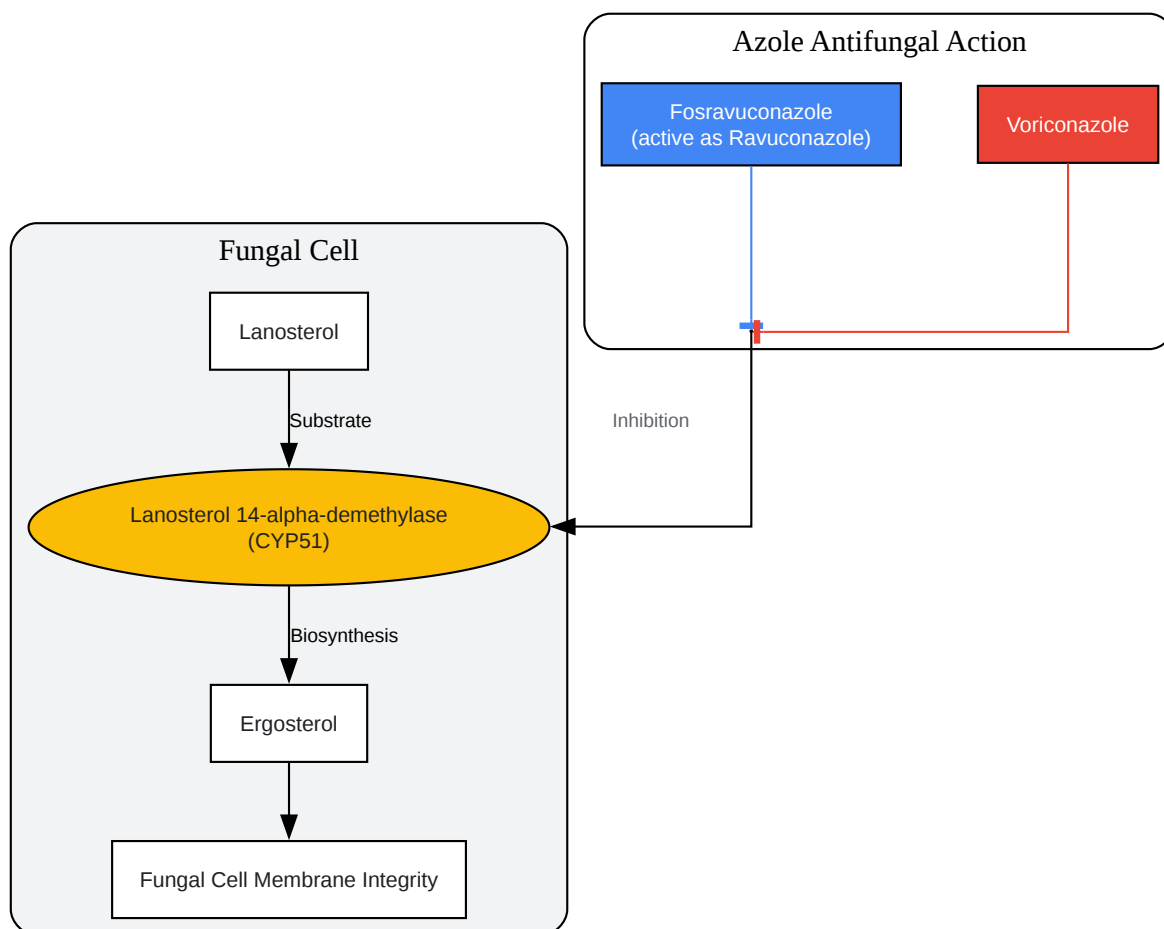 Azole Antifungal Action
Fosravuconazole
(active as Ravuconazole)
Voriconazole
Fungal Cell
Lanosterol
Substrate
Inhibition
Lanosterol 14-alpha-demethylase
(CYP51)
Biosynthesis
Ergosterol
Fungal Cell Membrane Integrity